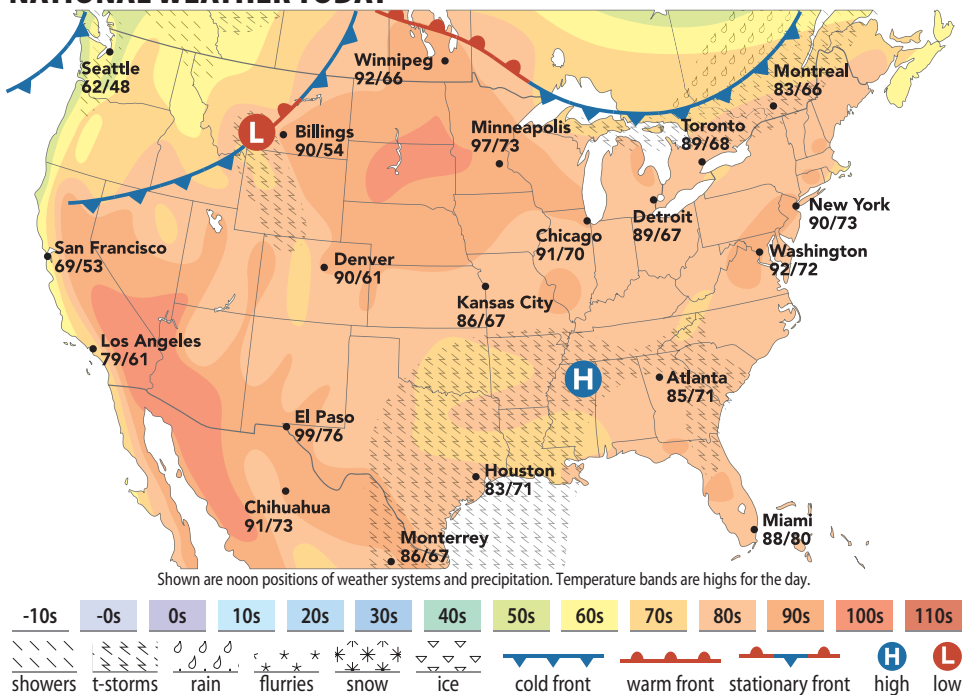 NATIONAL WEATHER TODAY
Seattle
62/48
Winnipeg
92/66
Montreal
83/66
L
Billings
90/54
Minneapolis
97/73
Toronto
89/68
New York
90/73
Detroit
89/67
Chicago
91/70
Washington
92/72
San Francisco
69/53
Denver
90/61
Kansas City
86/67
Los Angeles
79/61
H
Atlanta
85/71
El Paso
99/76
Houston
83/71
Chihuahua
91/73
Monterrey
86/67
Miami
88/80
Shown are noon positions of weather systems and precipitation. Temperature bands are highs for the day.
-10s -0s 0s 10s 20s 30s 40s 50s 60s 70s 80s 90s 100s 110s
H L
showers t-storms rain flurries snow ice cold front warm front stationary front high low